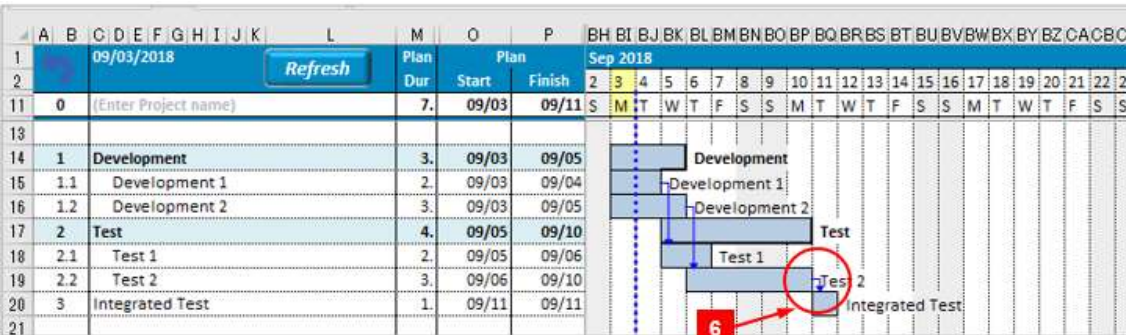 A B C D E F G H I J K L M O P BH BI BJ BK BL BM BN BO BP BQ BR BS BT BU BV BW BX BY BZ CA CB C
1 09/03/2018 Refresh Plan Plan Sep 2018
2 Dur Start Finish 2 3 4 5 6 7 8 9 10 11 12 13 14 15 16 17 18 19 20 21 22 2
11 0 (Enter Project name) 7. 09/03 09/11 S M T W T F S S M T W T F S S M T W T F S S
13
14 1 Development 3. 09/03 09/05 Development
15 1.1 Development 1 2. 09/03 09/04 Development 1
16 1.2 Development 2 3. 09/03 09/05 Development 2
17 2 Test 4. 09/05 09/10 Test
18 2.1 Test 1 2. 09/05 09/06 Test 1
19 2.2 Test 2 3. 09/06 09/10 Test 2
20 3 Integrated Test 1. 09/11 09/11 Integrated Test
21 6